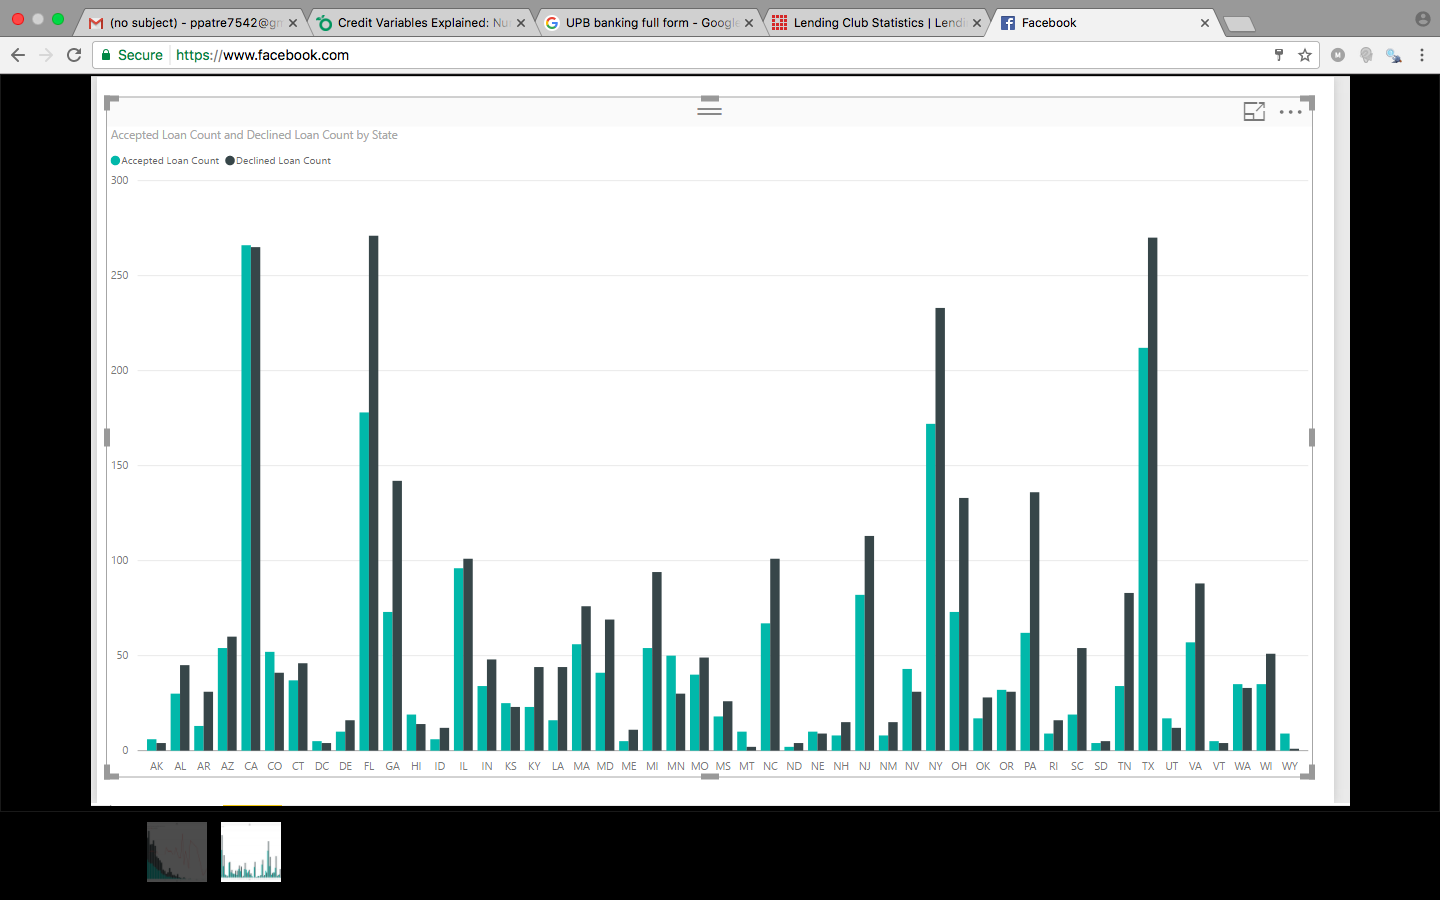 (no subject) - ppatre7542@gm
Credit Variables Explained: Nu
UPB banking full form - Google
Lending Club Statistics | Lendi
Facebook
Secure
https://www.facebook.com
Accepted Loan Count and Declined Loan Count by State
Accepted Loan Count Declined Loan Count
300
250
200
150
100
50
0
AK AL AR AZ CA CO CT DC DE FL GA HI ID IL IN KS KY LA MA MD ME MI MN MO MS MT NC ND NE NH NJ NM NV NY OH OK OR PA RI SC SD TN TX UT VA VT WA WI WY